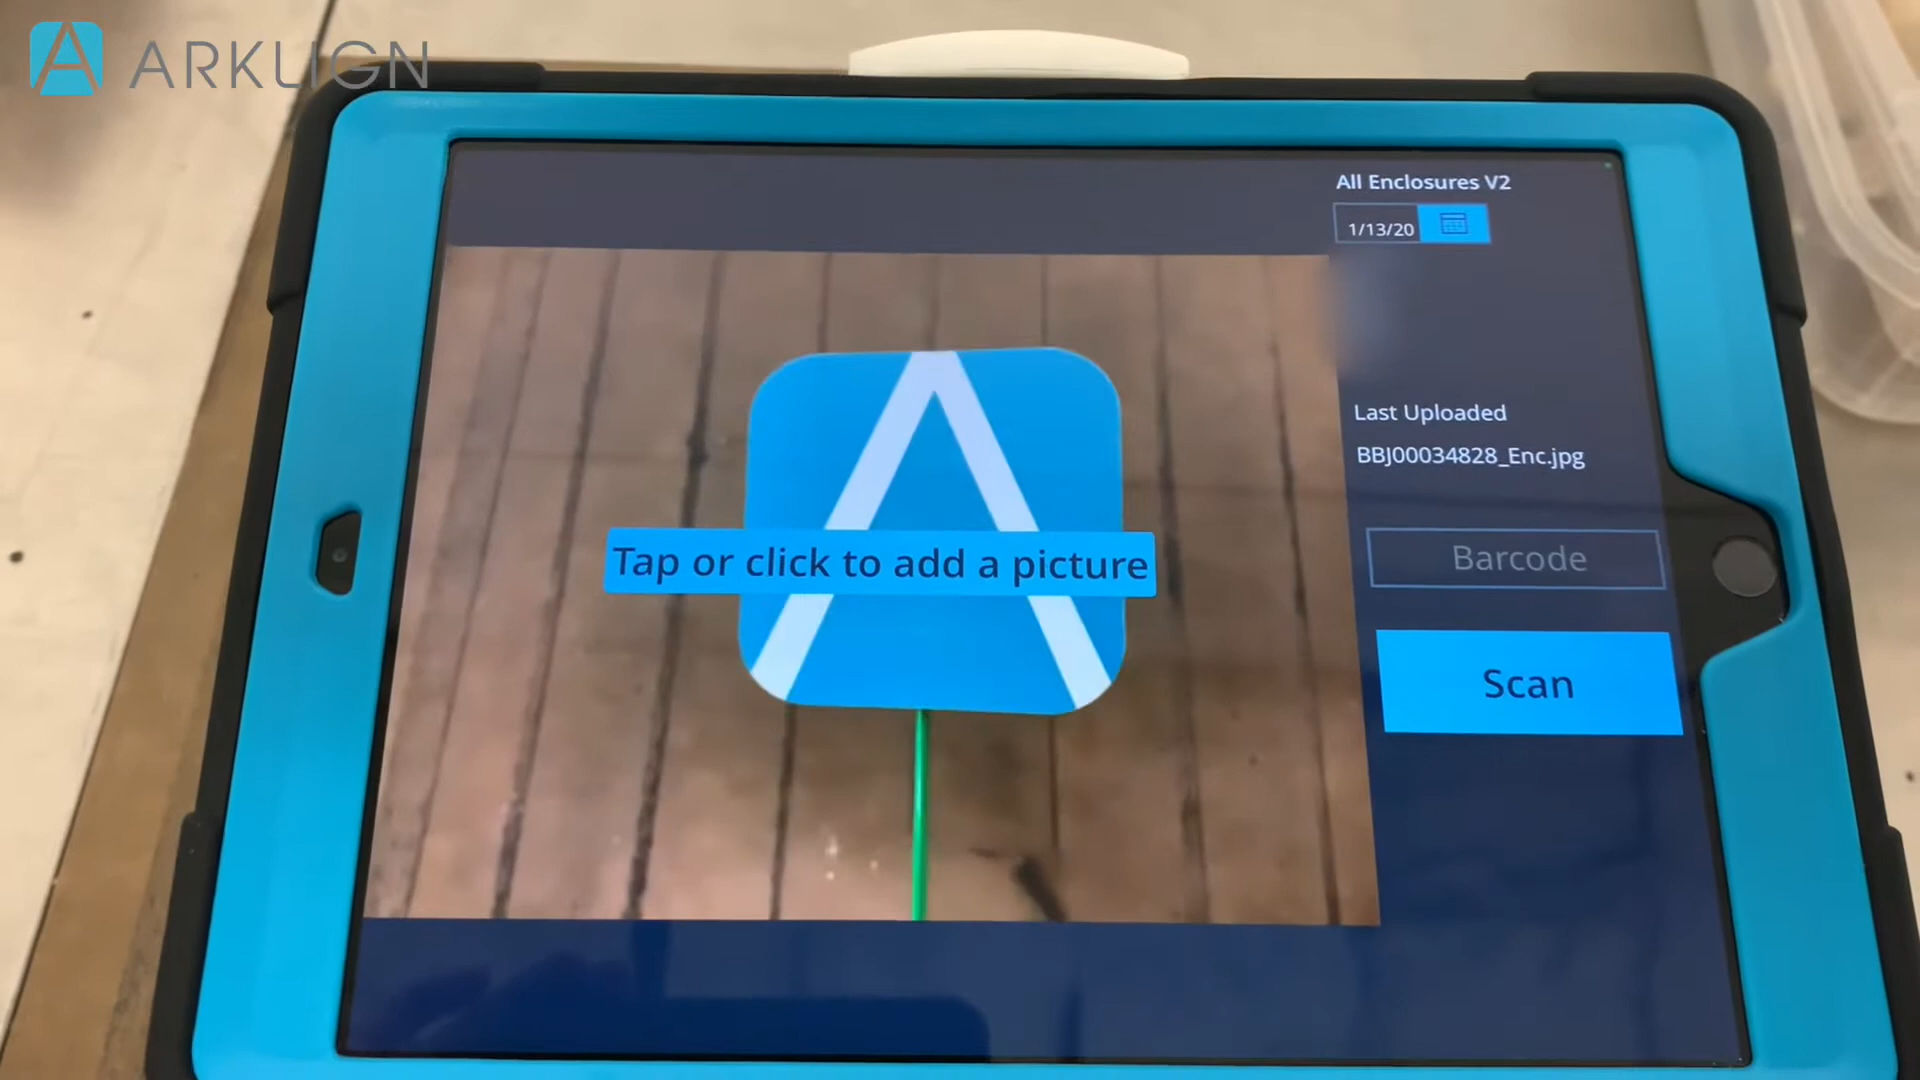 ARKLIGN
All Enclosures V2
1/13/20
Last Uploaded
BBJ00034828_Enc.jpg
Tap or click to add a picture
Barcode
Scan